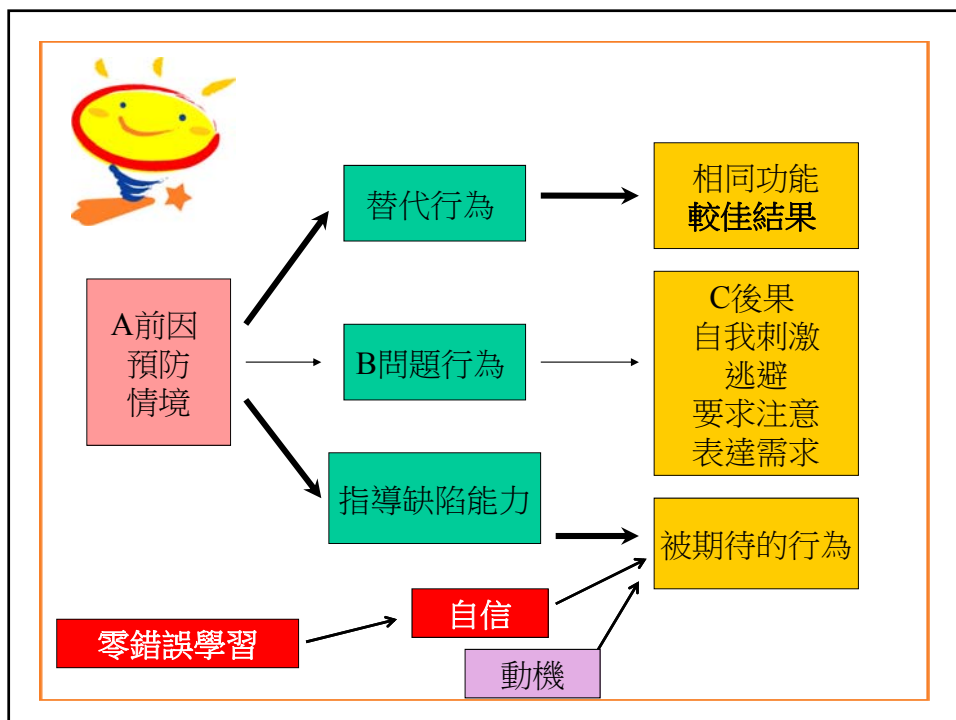 替代行為
相同功能
較佳結果
A前因
預防
情境
B問題行為
C後果
自我刺激
逃避
要求注意
表達需求
指導缺陷能力
被期待的行為
零錯誤學習
自信
動機